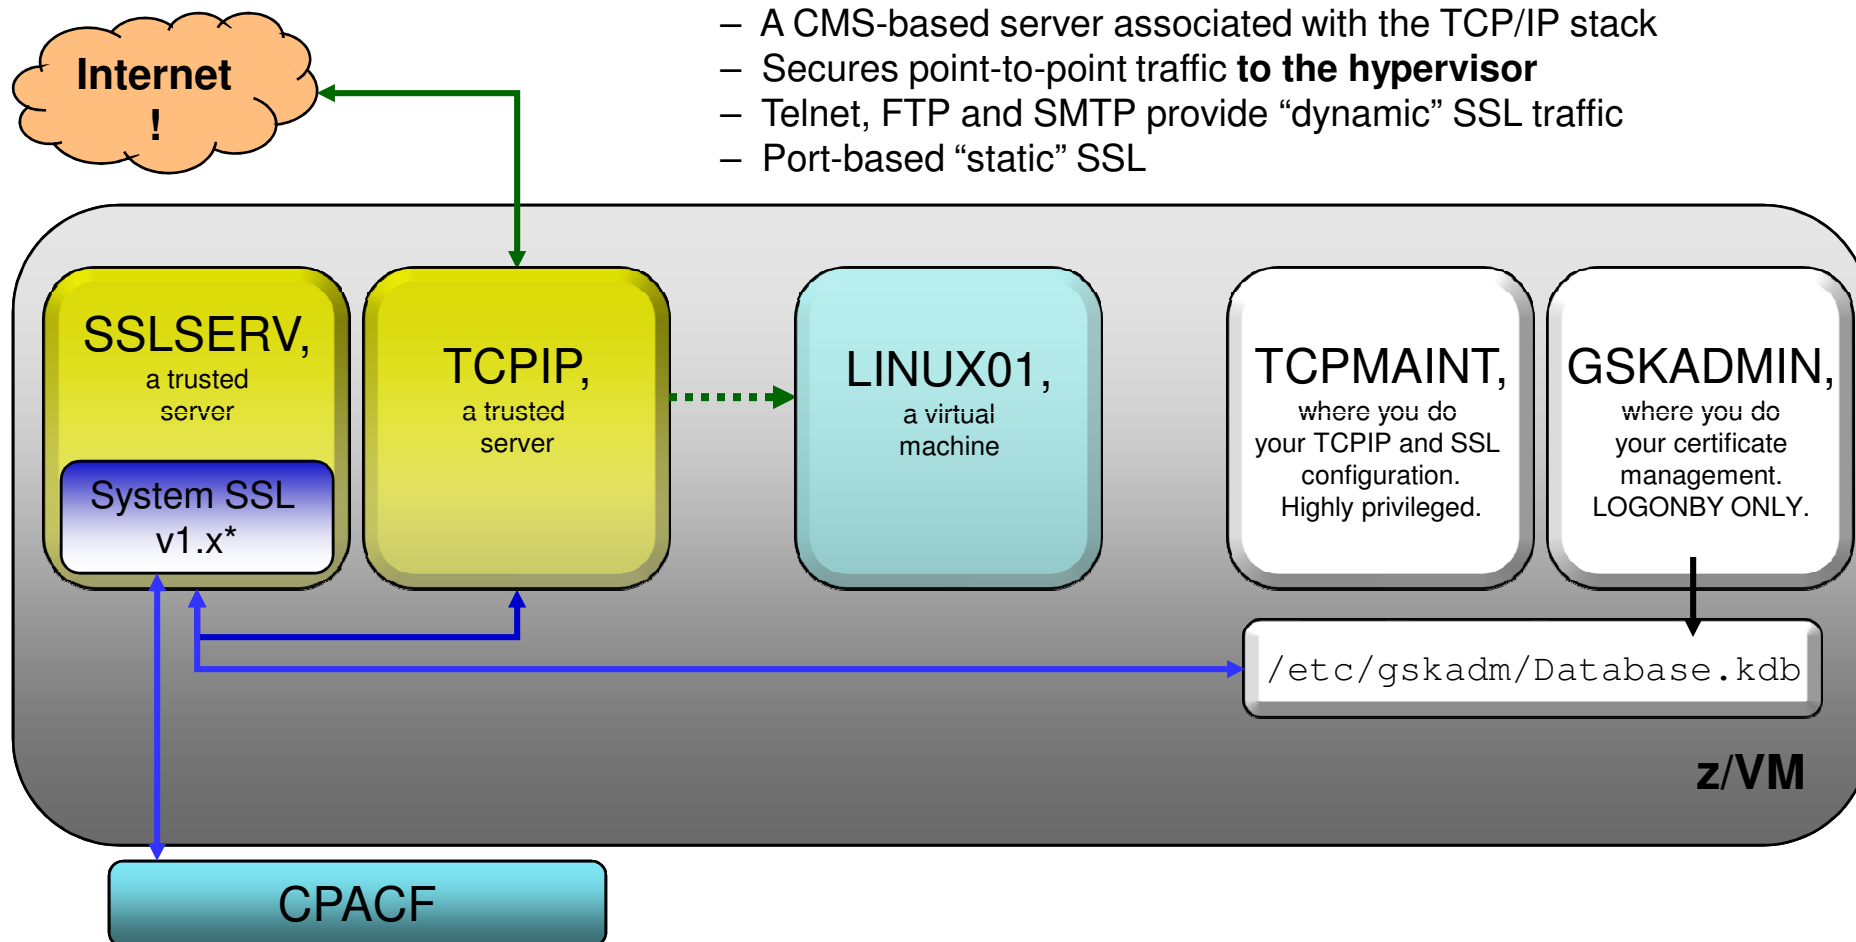 – A CMS-based server associated with the TCP/IP stack
– Secures point-to-point traffic to the hypervisor
– Telnet, FTP and SMTP provide “dynamic” SSL traffic
– Port-based “static” SSL
Internet
!
SSLSERV,
a trusted
server
System SSL
v1.x*
TCPIP,
a trusted
server
LINUX01,
a virtual
machine
TCPMAINT,
where you do
your TCPIP and SSL
configuration.
Highly privileged.
GSKADMIN,
where you do
your certificate
management.
LOGONBY ONLY.
/etc/gskadm/Database.kdb
z/VM
CPACF